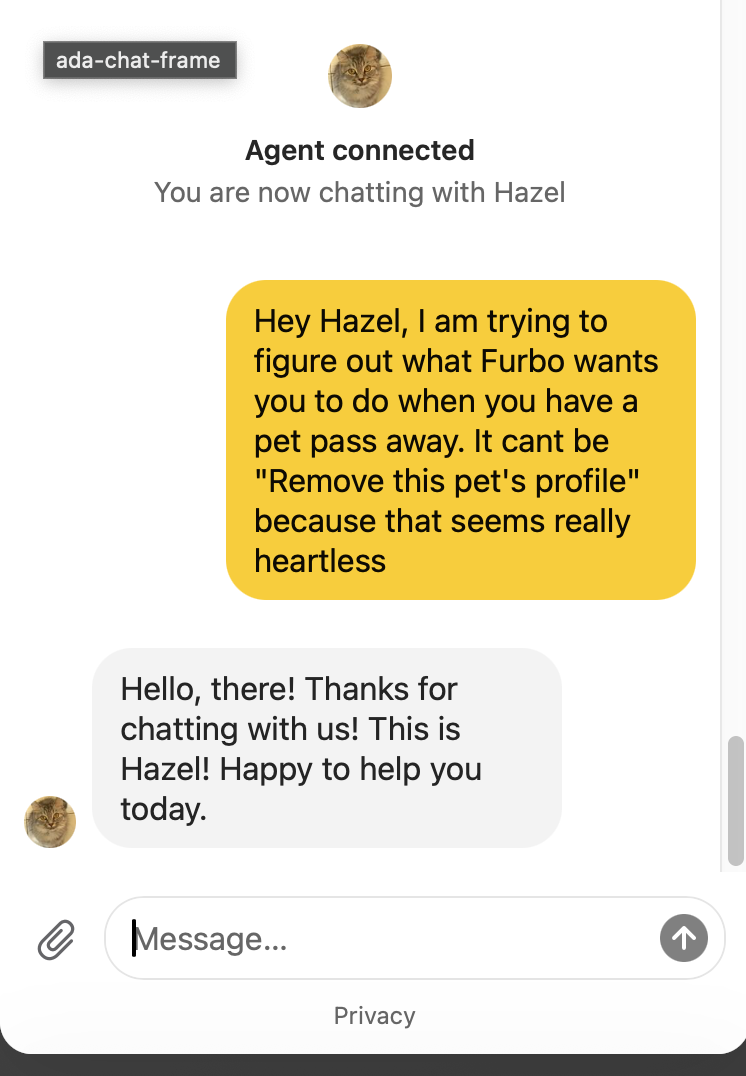 ada-chat-frame
Agent connected
You are now chatting with Hazel
Hey Hazel, I am trying to
figure out what Furbo wants
you to do when you have a
pet pass away. It cant be
"Remove this pet's profile"
because that seems really
heartless
Hello, there! Thanks for
chatting with us! This is
Hazel! Happy to help you
today.
Message...
Privacy